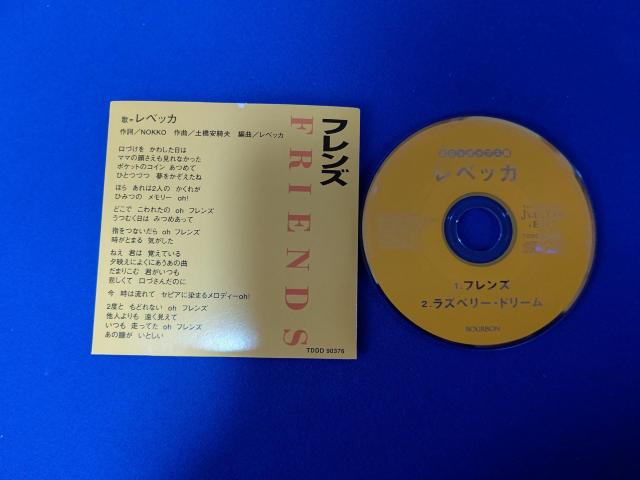 歌=レベッカ
作詞／NOKKO 作曲／土橋安騎夫 編曲／レベッカ
口づけを かわした日は
ママの顔さえも見れなかった
ポケットのコイン あつめて
ひとつづつ 夢をかぞえたね
ほら あれは2人の かくれが
ひみつの メモリー oh!
どこで こわれたの oh フレンズ
うつむく日は みつめあって
指をつないだら oh フレンズ
時がとまる 気がした
ねえ 君は 覚えている
夕映えによくにあうあの曲
だまりこむ 君がいつも
悲しくて 口づさんだのに
今 時は流れて セピアに染まるメロディーoh!
2度と もどれない oh フレンズ
他人よりも 遠く見えて
いつも 走ってた oh フレンズ
あの瞳が いとしい
フレンズ
FRIENDS
TDDD 90376
レベッカ
1.フレンズ
2.ラズベリー・ドリーム
BOURBON